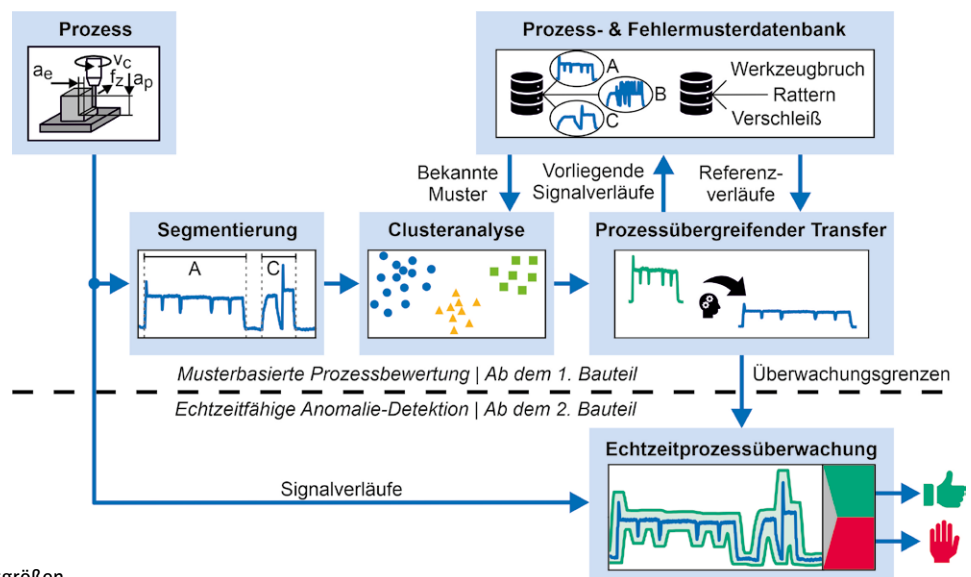 Prozess
vc
ae
fz
ap
Prozess- & Fehlermusterdatenbank
A
B
C
Werkzeugbruch
Rattern
Verschleiß
Bekannte
Muster
Vorliegende
Signalverläufe
Referenz-
verläufe
Segmentierung
A
C
Clusteranalyse
Prozessübergreifender Transfer
Musterbasierte Prozessbewertung | Ab dem 1. Bauteil
Überwachungsgrenzen
Echtzeitfähige Anomalie-Detektion | Ab dem 2. Bauteil
Echtzeitprozessüberwachung
Signalverläufe